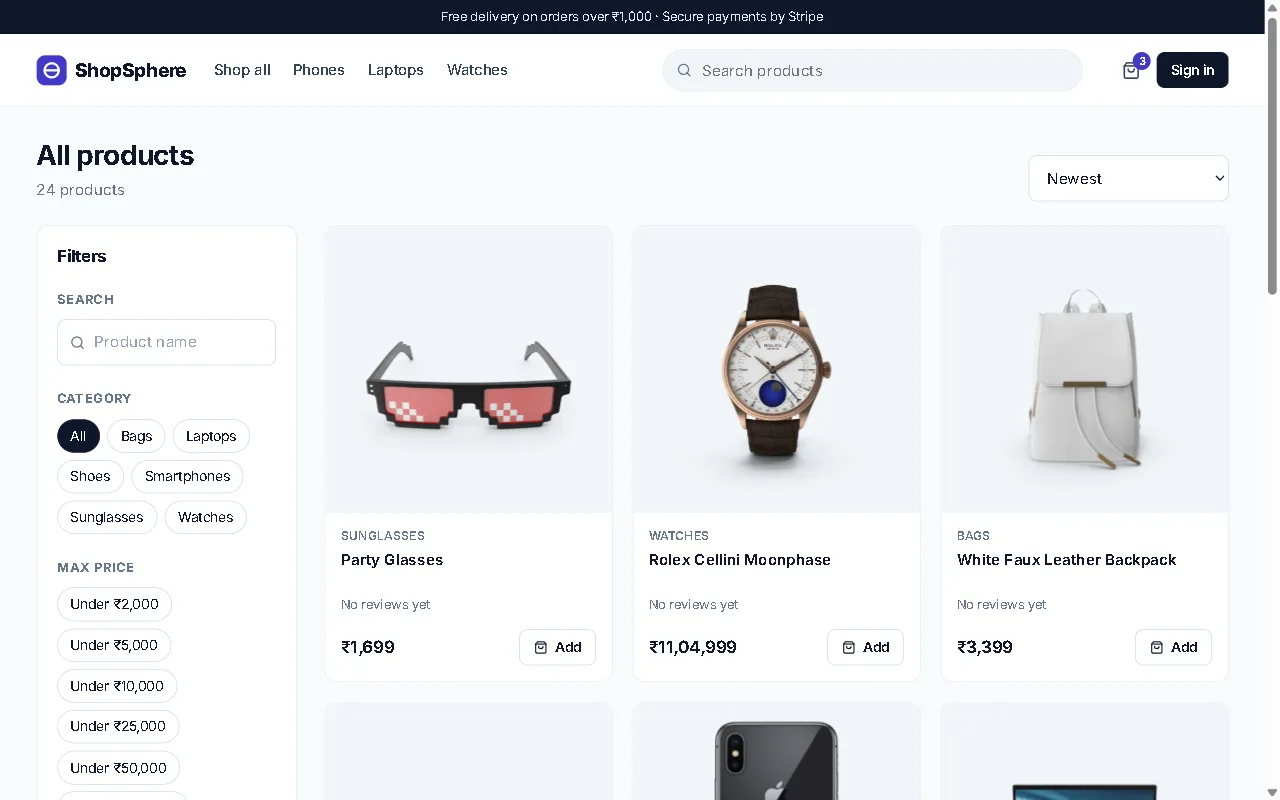 Free delivery on orders over ₹1,000 · Secure payments by Stripe
ShopSphere
Shop all
Phones
Laptops
Watches
Search products
3
Sign in
All products
24 products
Newest
Filters
SEARCH
Product name
CATEGORY
All
Bags
Laptops
Shoes
Smartphones
Sunglasses
Watches
MAX PRICE
Under ₹2,000
Under ₹5,000
Under ₹10,000
Under ₹25,000
Under ₹50,000
SUNGLASSES
Party Glasses
No reviews yet
₹1,699
Add
ROLEX
WATCHES
Rolex Cellini Moonphase
No reviews yet
₹11,04,999
Add
BAGS
White Faux Leather Backpack
No reviews yet
₹3,399
Add